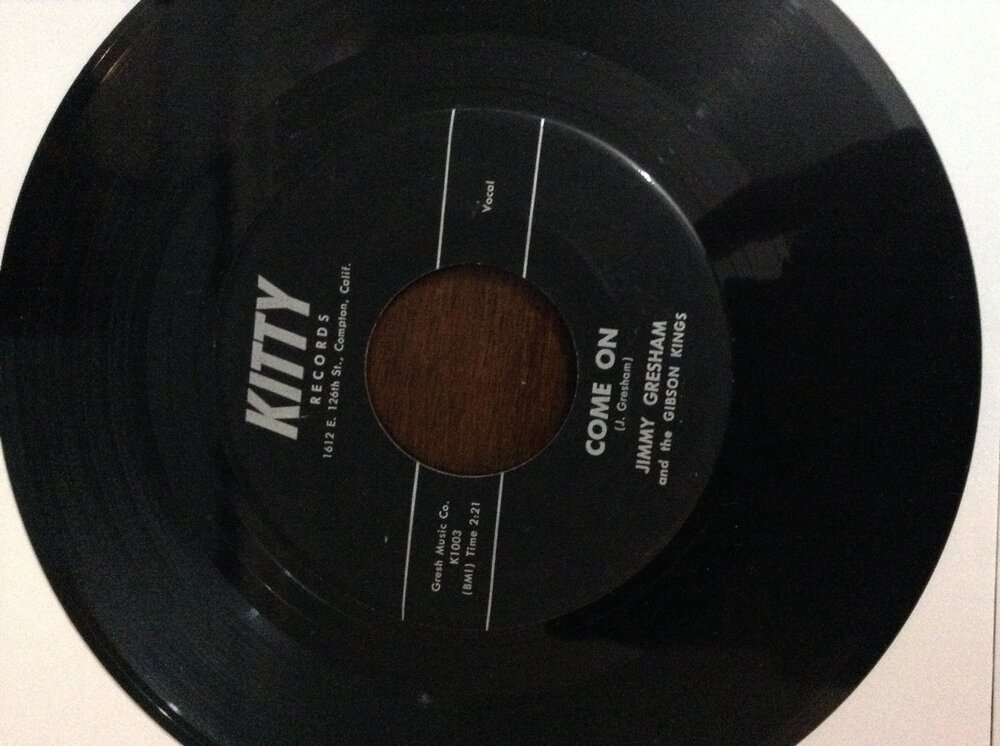 KITTY
RECORDS
1612 E. 126th St., Compton, Calif.
Gresh Music Co.
K1003
(BMI) Time 2:21
Vocal
COME ON
(J. Gresham)
JIMMY GRESHAM
and the GIBSON KINGS